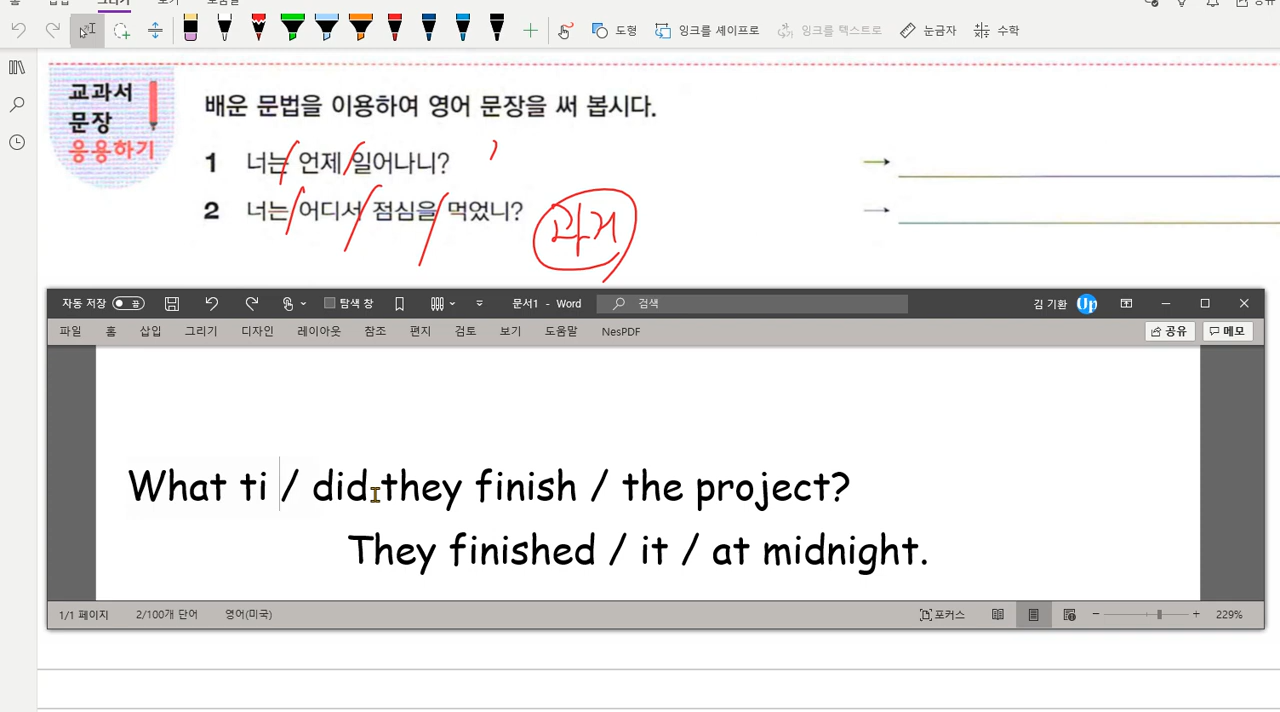 도형 잉크를 셰이프로 잉크를 텍스트로 눈금자 수학
교과서
문장
응용하기
배운 문법을 이용하여 영어 문장을 써 봅시다.
1 너는 / 언제 / 일어나니? →
2 너는 / 어디서 / 점심을 / 먹었니? 과거 →
자동 저장 끔 탐색 창 문서1 - Word 검색 김 기환
파일 홈 삽입 그리기 디자인 레이아웃 참조 편지 검토 보기 도움말 NesPDF 공유 메모
What ti / did they finish / the project?
They finished / it / at midnight.
1/1 페이지 2/100개 단어 영어(미국) 포커스 - + 229%